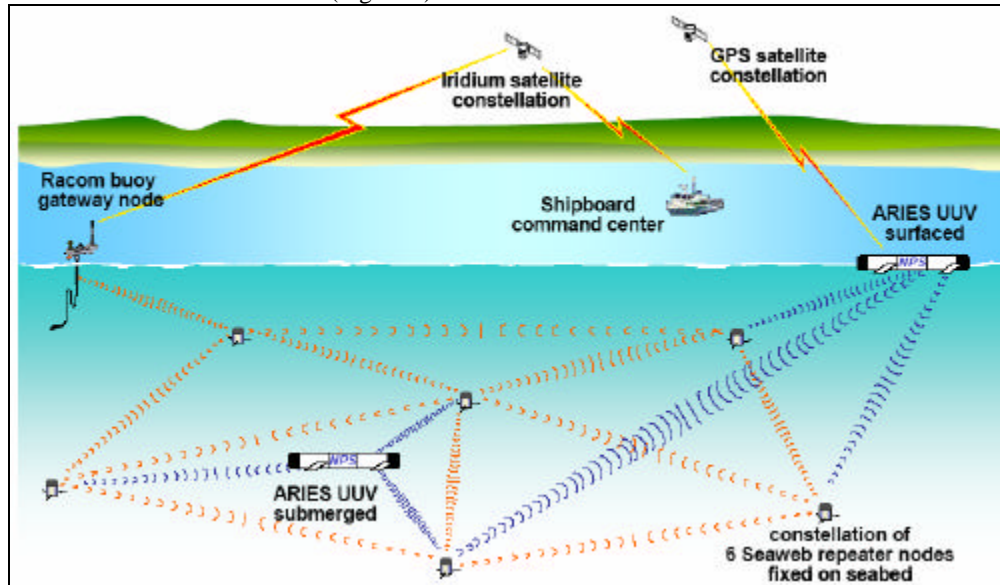 GPS satellite
constellation
Iridium satellite
constellation
Racom buoy
gateway node
Shipboard
command center
ARIES UUV
surfaced
NPS
NPS
ARIES UUV
submerged
constellation of
6 Seaweb repeater nodes
fixed on seabed